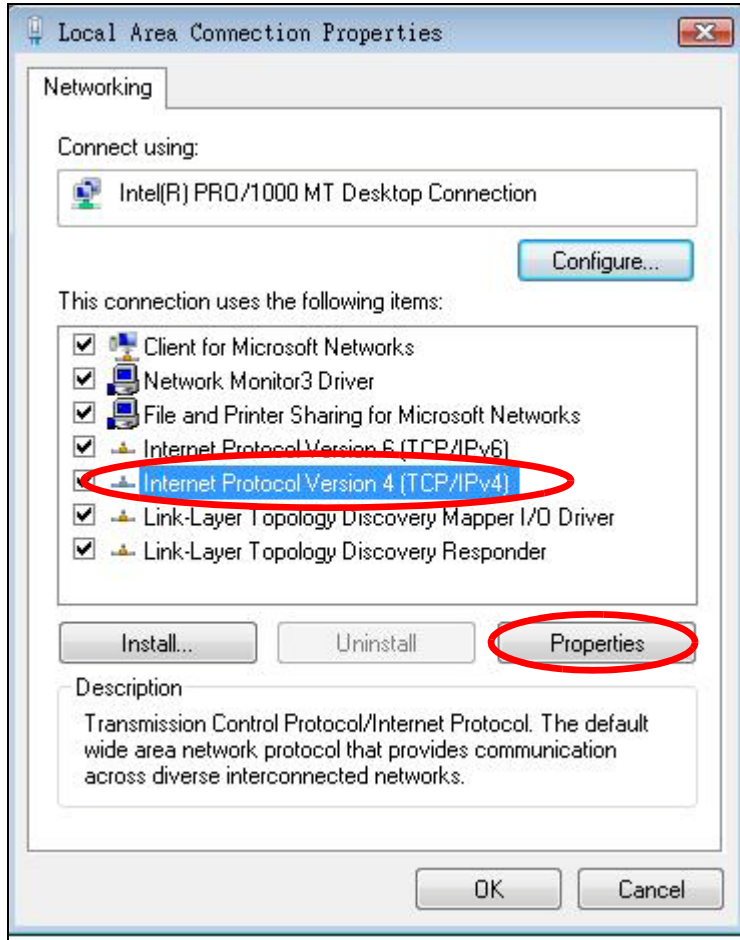 Local Area Connection Properties
Networking
Connect using:
Intel(R) PRO/1000 MT Desktop Connection
Configure...
This connection uses the following items:
Client for Microsoft Networks
Network Monitor3 Driver
File and Printer Sharing for Microsoft Networks
Internet Protocol Version 6 (TCP/IPv6)
Internet Protocol Version 4 (TCP/IPv4)
Link-Layer Topology Discovery Mapper I/O Driver
Link-Layer Topology Discovery Responder
Install... Uninstall Properties
Description
Transmission Control Protocol/Internet Protocol. The default
wide area network protocol that provides communication
across diverse interconnected networks.
OK Cancel